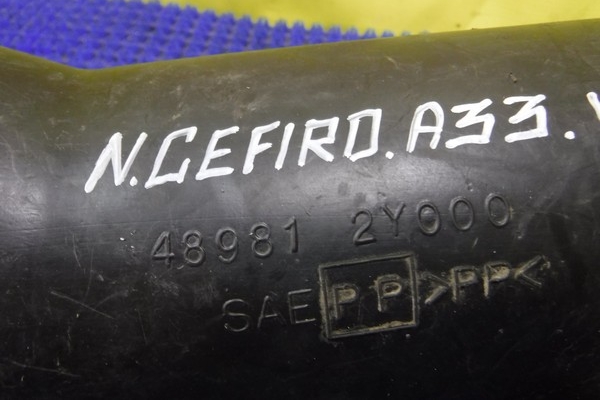 N.CEFIRO.A33.
48981 2Y000
SAE PP >PP<